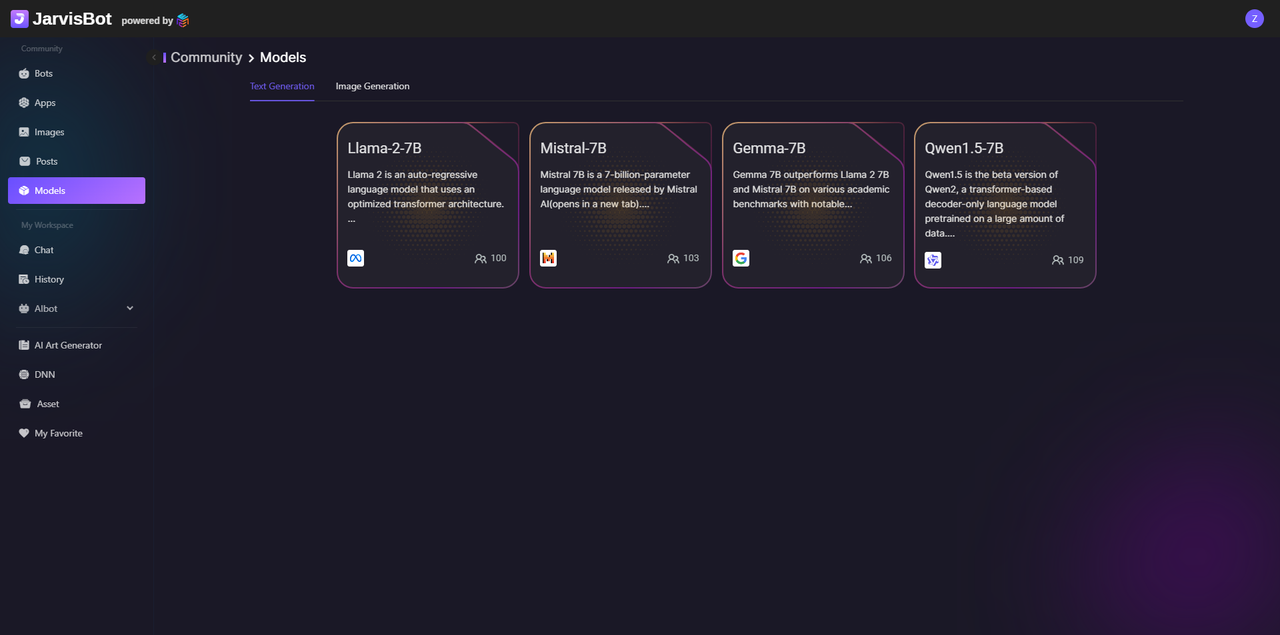 JarvisBot powered by
Z
Community
Bots
Apps
Images
Posts
Models
My Workspace
Chat
History
AIbot
AI Art Generator
DNN
Asset
My Favorite
Community > Models
Text Generation
Image Generation
Llama-2-7B
Llama 2 is an auto-regressive
language model that uses an
optimized transformer architecture.
...
100
Mistral-7B
Mistral 7B is a 7-billion-parameter
language model released by Mistral
AI(opens in a new tab)....
103
Gemma-7B
Gemma 7B outperforms Llama 2 7B
and Mistral 7B on various academic
benchmarks with notable...
106
Qwen1.5-7B
Qwen1.5 is the beta version of
Qwen2, a transformer-based
decoder-only language model
pretrained on a large amount of
data....
109